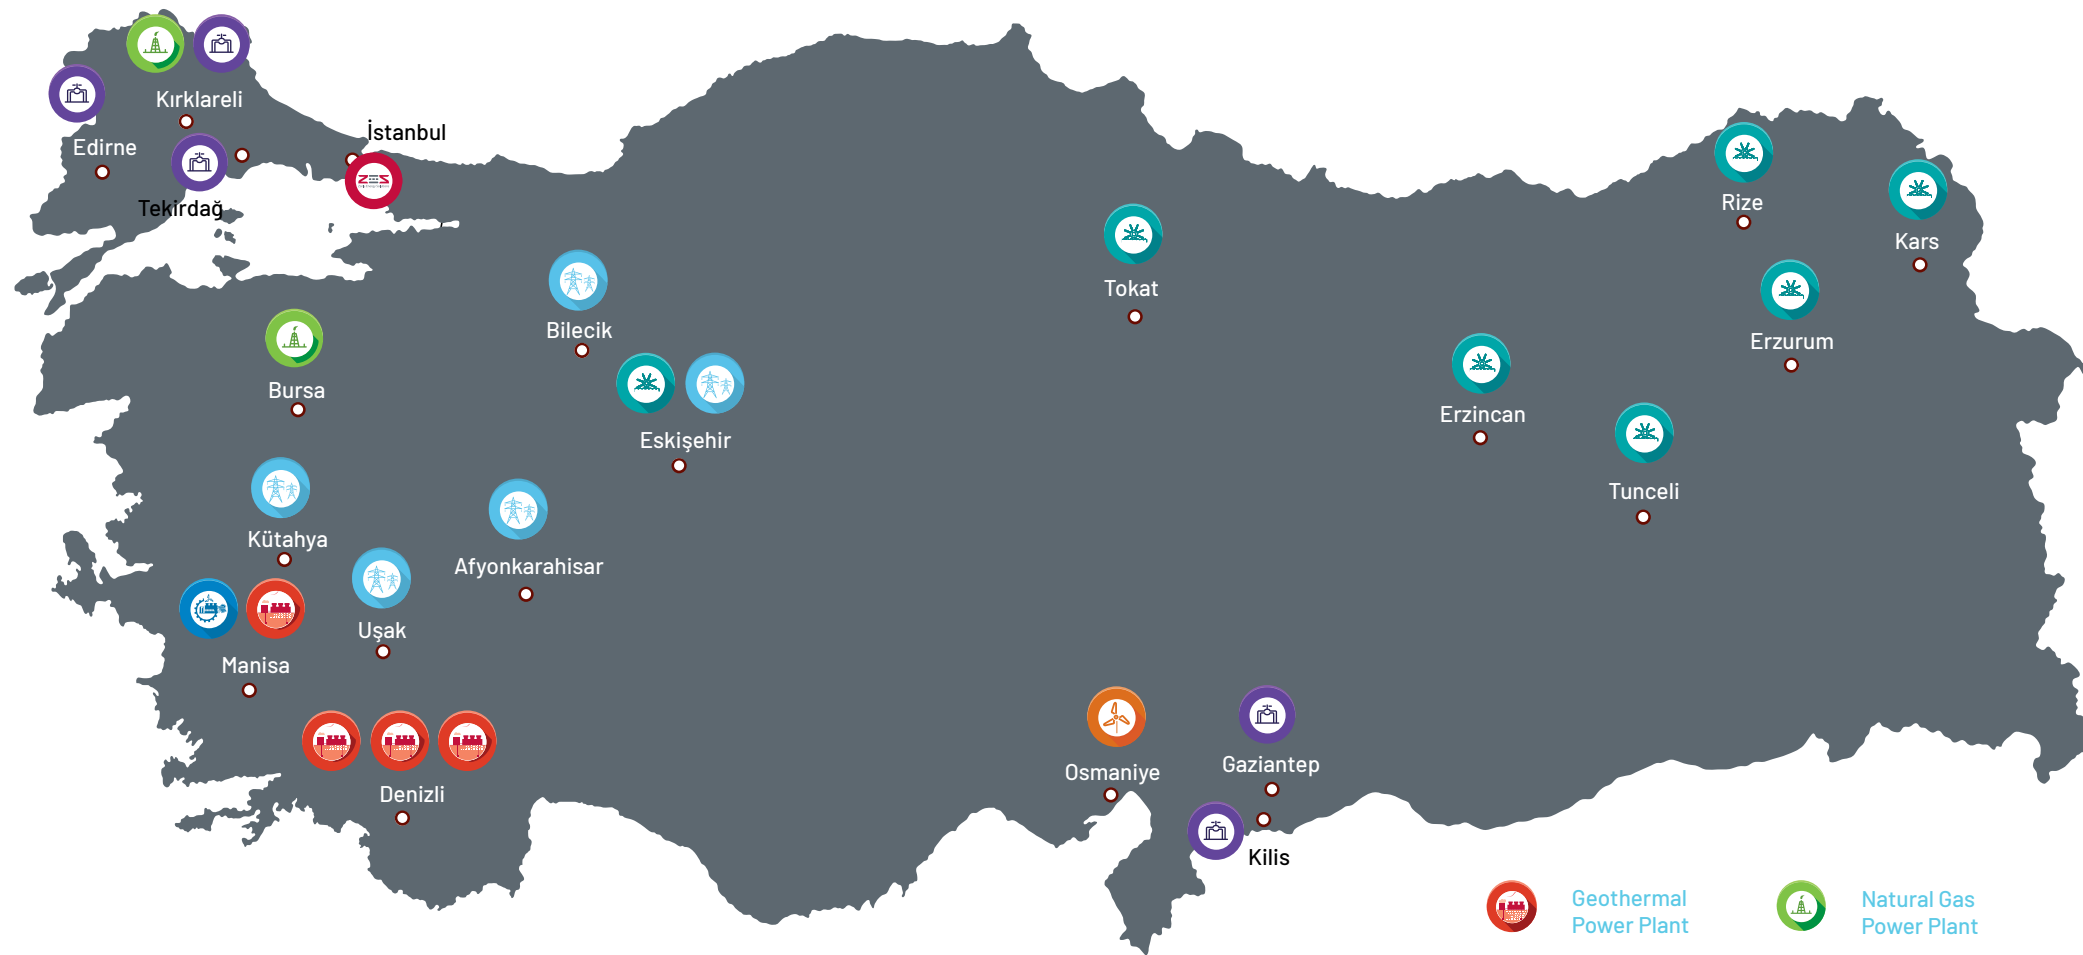 Kırklareli
İstanbul
Edirne
Tekirdağ
ZES
Rize
Kars
Tokat
Bilecik
Erzurum
Bursa
Erzincan
Eskişehir
Tunceli
Kütahya
Afyonkarahisar
Uşak
Manisa
Gaziantep
Osmaniye
Denizli
Kilis
Geothermal
Power Plant
Natural Gas
Power Plant